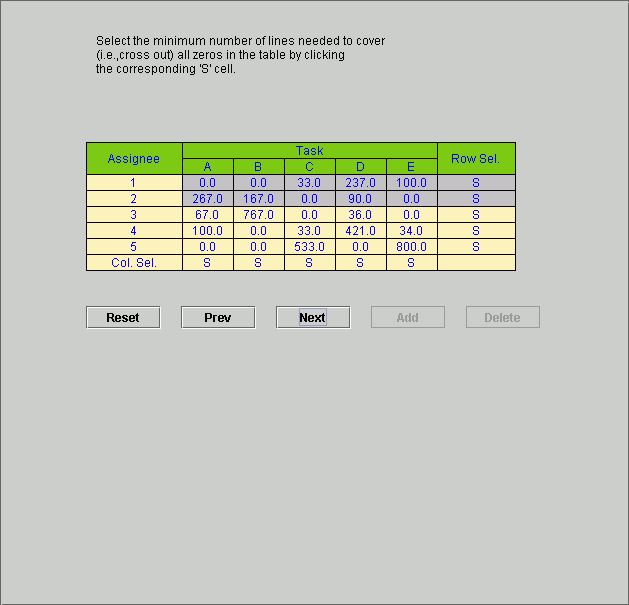 Select the minimum number of lines needed to cover
(i.e.,cross out) all zeros in the table by clicking
the corresponding 'S' cell.
Assignee Task Row Sel.
A B C D E
1 0.0 0.0 33.0 237.0 100.0 S
2 267.0 167.0 0.0 90.0 0.0 S
3 67.0 767.0 0.0 36.0 0.0 S
4 100.0 0.0 33.0 421.0 34.0 S
5 0.0 0.0 533.0 0.0 800.0 S
Col. Sel. S S S S S
Reset Prev Next Add Delete